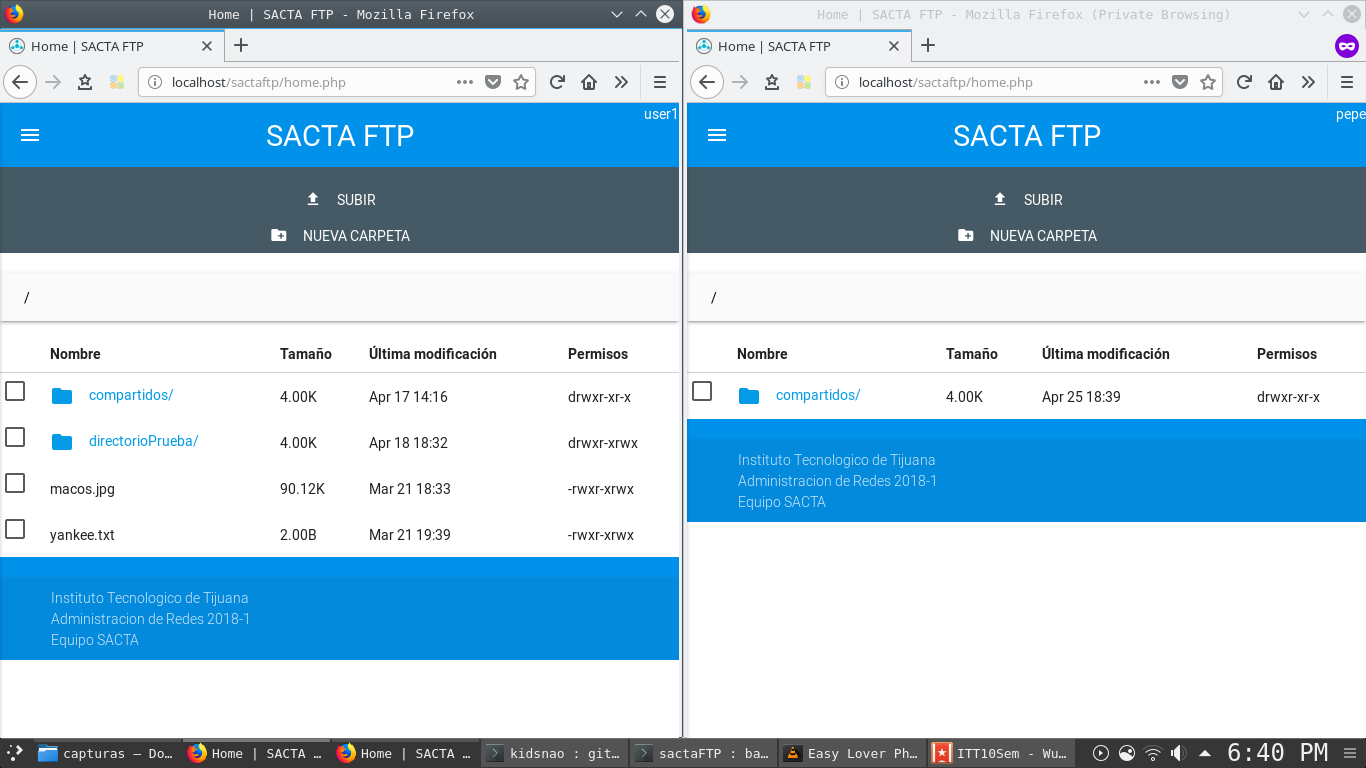 Home | SACTA FTP - Mozilla Firefox
Home | SACTA FTP
localhost/sactaftp/home.php
user1
SACTA FTP
SUBIR
NUEVA CARPETA
/
Nombre Tamaño Última modificación Permisos
compartidos/ 4.00K Apr 17 14:16 drwxr-xr-x
directorioPrueba/ 4.00K Apr 18 18:32 drwxr-xrwx
macos.jpg 90.12K Mar 21 18:33 -rwxr-xrwx
yankee.txt 2.00B Mar 21 19:39 -rwxr-xrwx
Instituto Tecnologico de Tijuana
Administracion de Redes 2018-1
Equipo SACTA
Home | SACTA FTP - Mozilla Firefox (Private Browsing)
Home | SACTA FTP
localhost/sactaftp/home.php
pepe
SACTA FTP
SUBIR
NUEVA CARPETA
/
Nombre Tamaño Última modificación Permisos
compartidos/ 4.00K Apr 25 18:39 drwxr-xr-x
Instituto Tecnologico de Tijuana
Administracion de Redes 2018-1
Equipo SACTA
capturas — Do... Home | SACTA ... Home | SACTA ... kidsnao : git... sactaFTP : ba... Easy Lover Ph... ITT10Sem - Wu... 6:40 PM